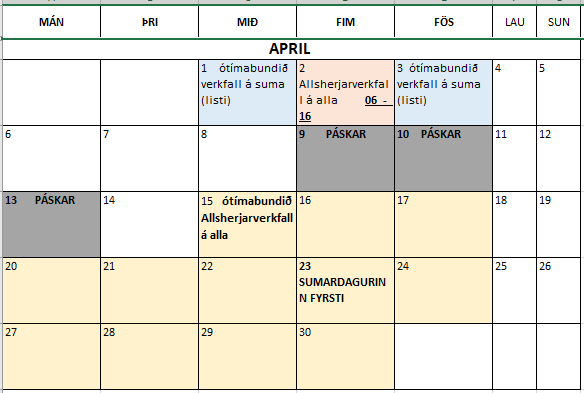 MÁN ÞRI MIÐ FIM FÖS LAU SUN
APRIL
1 ótímabundið verkfall á suma (listi)
2 Allsherjarverkfall á alla 06 - 16
3 ótímabundið verkfall á suma (listi)
4
5
6
7
8
9 PÁSKAR
10 PÁSKAR
11
12
13 PÁSKAR
14
15 ótímabundið Allsherjarverkfall á alla
16
17
18
19
20
21
22
23 SUMARDAGURINN FYRSTI
24
25
26
27
28
29
30